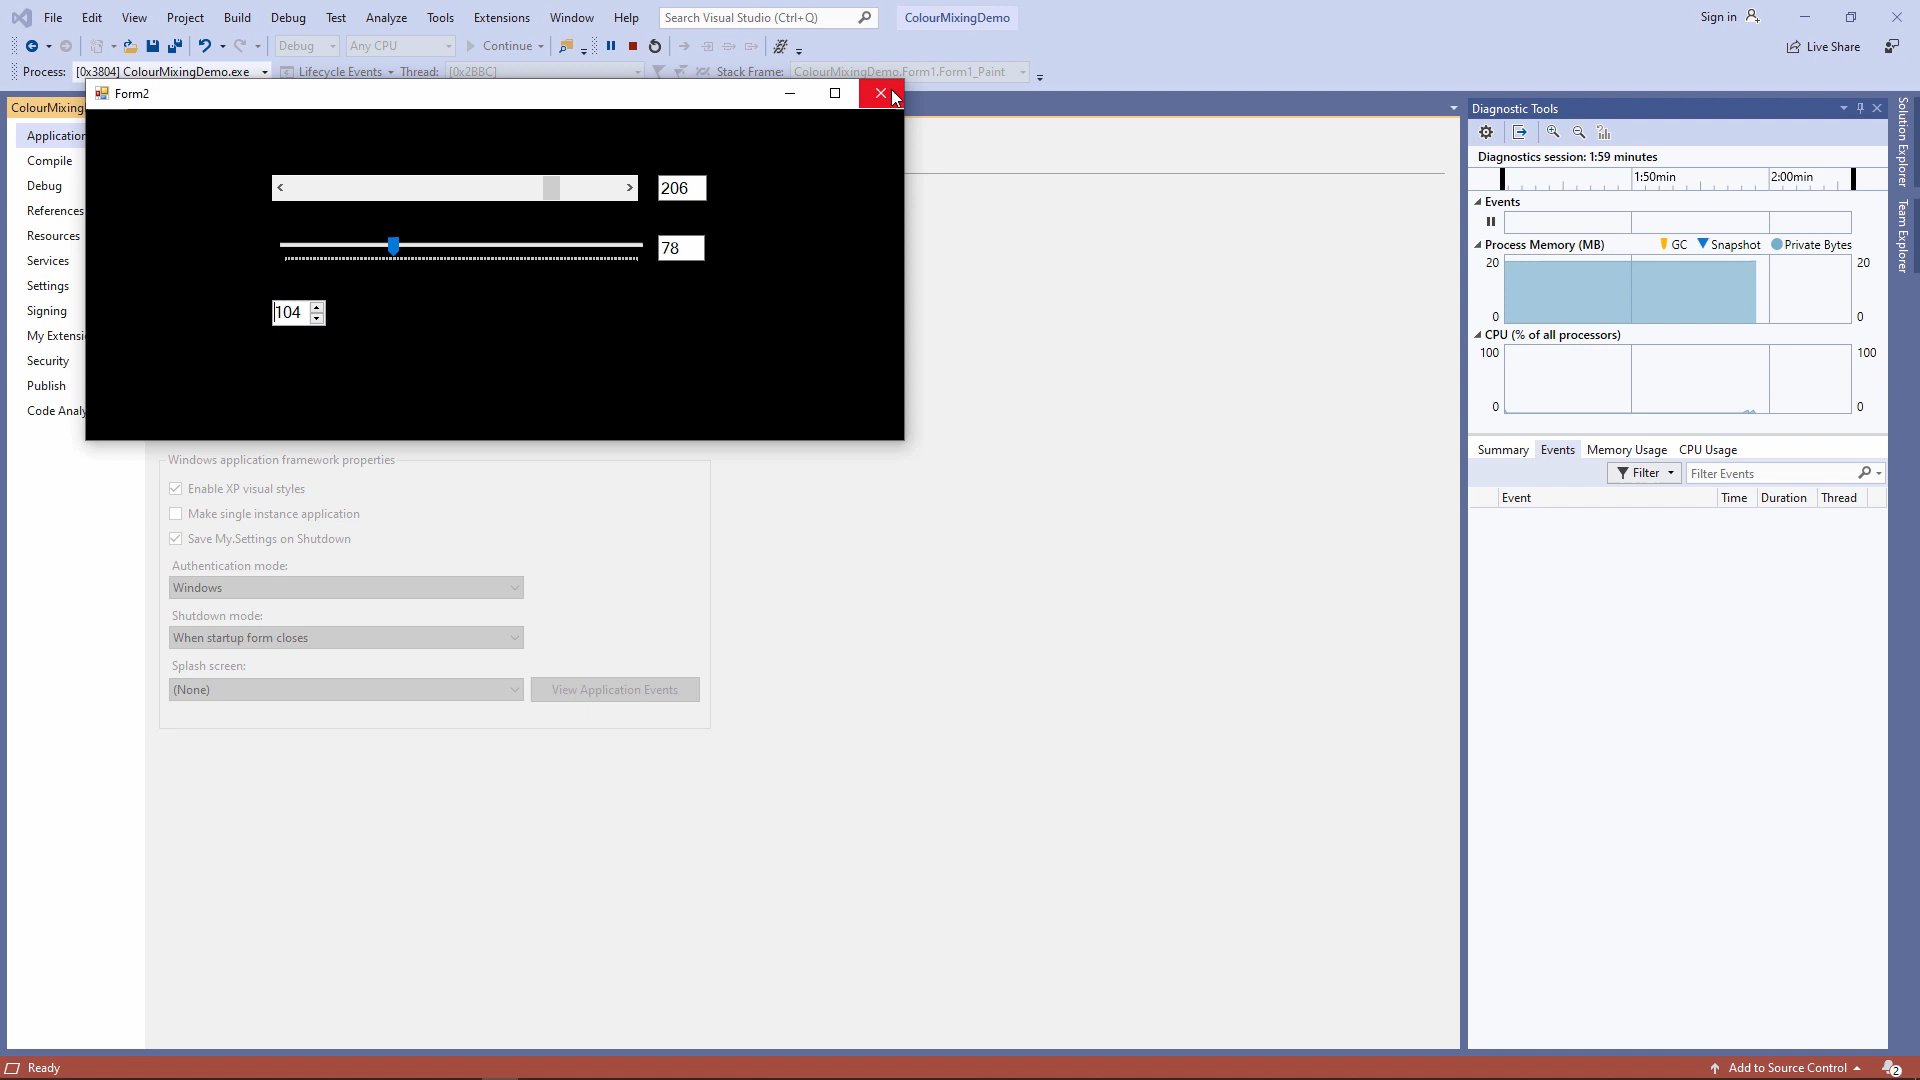 File Edit View Project Build Debug Test Analyze Tools Extensions Window Help Search Visual Studio (Ctrl+Q) ColourMixingDemo Sign in
Debug Any CPU Continue Live Share
Process: [0x3804] ColourMixingDemo.exe Lifecycle Events Thread: [0x2BBC] Stack Frame: ColourMixingDemo.Form1.Form1_Paint
Form2
ColourMixing
Application
Compile
Debug
References
Resources
Services
Settings
Signing
My Extensi
Security
Publish
Code Analy
206
78
104
Windows application framework properties
Enable XP visual styles
Make single instance application
Save My.Settings on Shutdown
Authentication mode:
Windows
Shutdown mode:
When startup form closes
Splash screen:
(None) View Application Events
Diagnostic Tools
Diagnostics session: 1:59 minutes
1:50min 2:00min
Events
Process Memory (MB) GC Snapshot Private Bytes
20 20
0 0
CPU (% of all processors)
100 100
0 0
Summary Events Memory Usage CPU Usage
Filter Filter Events
Event Time Duration Thread
Solution Explorer
Team Explorer
Ready Add to Source Control 2